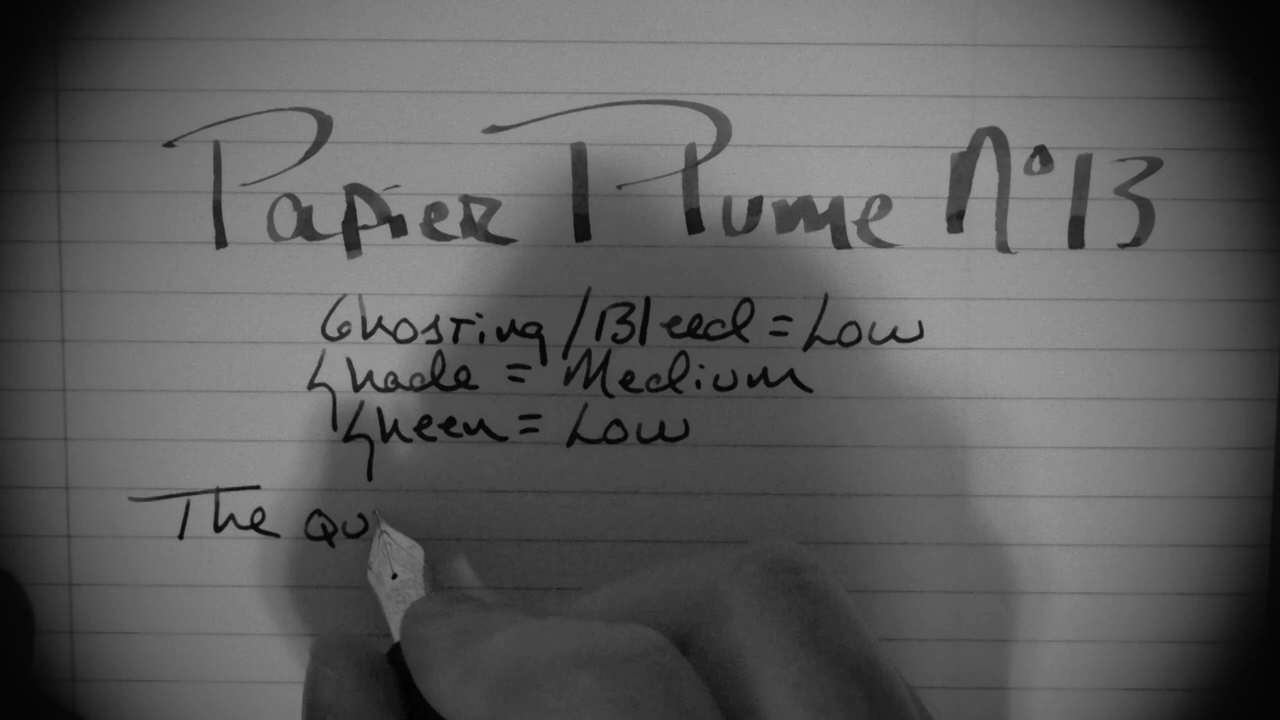 Papier Plume N°13
Ghosting/Bleed = Low
Shade = Medium
Sheen = Low
The qu